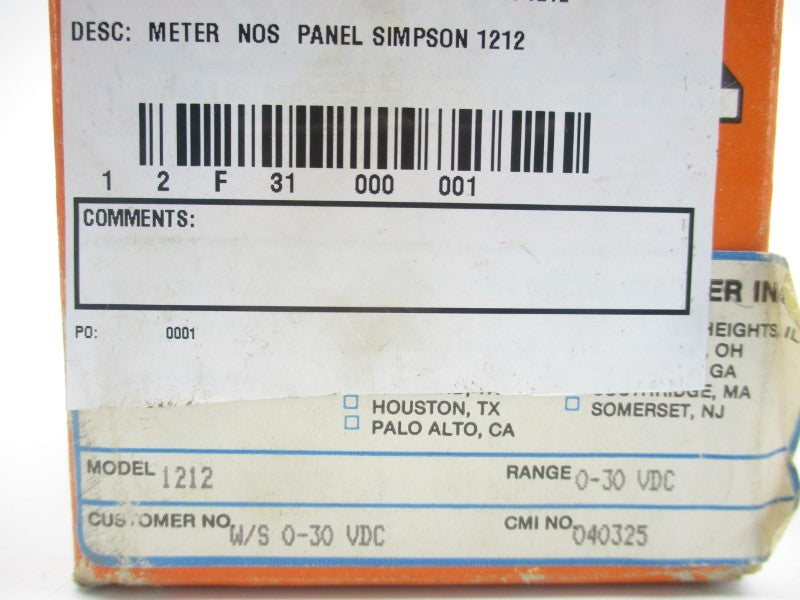 DESC: METER NOS PANEL SIMPSON 1212
1 2 F 31 000 001
COMMENTS:
PO: 0001
ER IN
HEIGHTS, IL
, OH
GA
, MA
HOUSTON, TX
SOMERSET, NJ
PALO ALTO, CA
MODEL 1212 RANGE 0-30 VDC
CUSTOMER NO. W/S 0-30 VDC CMI NO. 040325